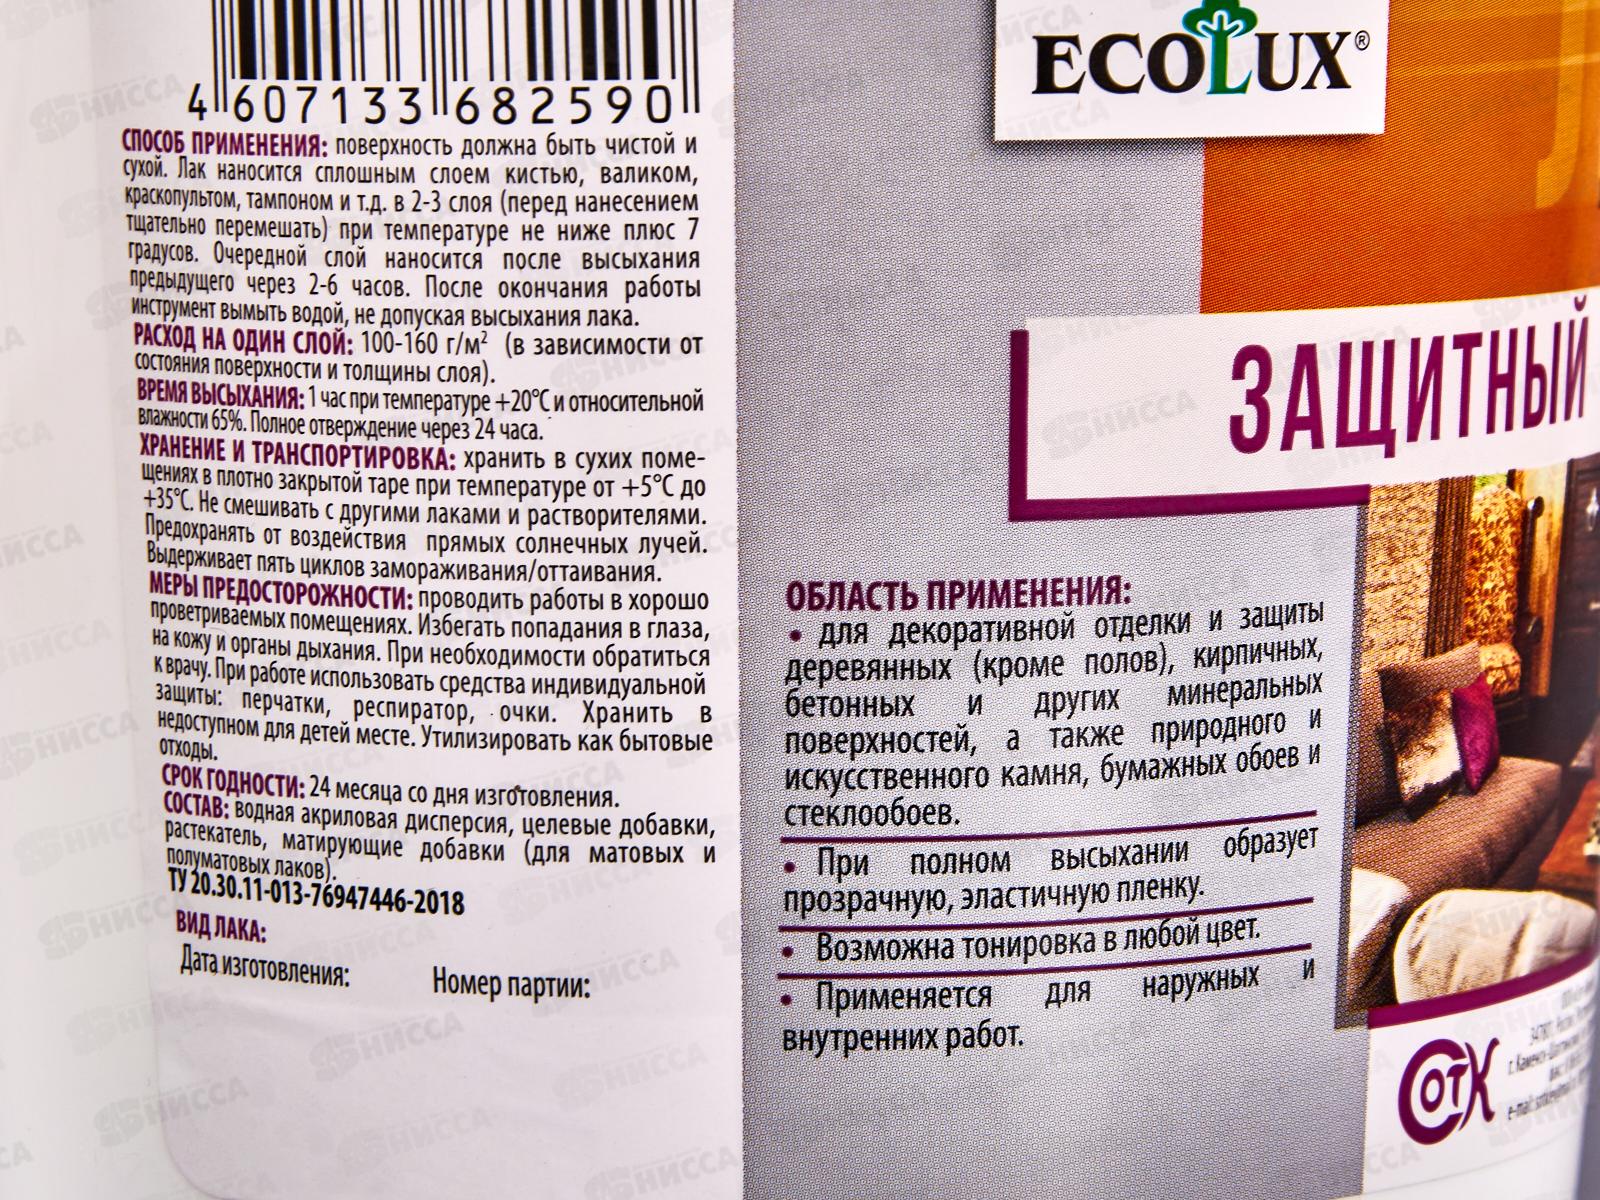 4 607133 682590
СПОСОБ ПРИМЕНЕНИЯ: поверхность должна быть чистой и
сухой. Лак наносится сплошным слоем кистью, валиком,
краскопультом, тампоном и т.д. в 2-3 слоя (перед нанесением
тщательно перемешать) при температуре не ниже плюс 7
градусов. Очередной слой наносится после высыхания
предыдущего через 2-6 часов. После окончания работы
инструмент вымыть водой, не допуская высыхания лака.
РАСХОД НА ОДИН СЛОЙ: 100-160 г/м² (в зависимости от
состояния поверхности и толщины слоя).
ВРЕМЯ ВЫСЫХАНИЯ: 1 час при температуре +20°С и относительной
влажности 65%. Полное отверждение через 24 часа.
ХРАНЕНИЕ И ТРАНСПОРТИРОВКА: хранить в сухих поме-
щениях в плотно закрытой таре при температуре от +5°С до
+35°С. Не смешивать с другими лаками и растворителями.
Предохранять от воздействия прямых солнечных лучей.
Выдерживает пять циклов замораживания/оттаивания.
МЕРЫ ПРЕДОСТОРОЖНОСТИ: проводить работы в хорошо
проветриваемых помещениях. Избегать попадания в глаза,
на кожу и органы дыхания. При необходимости обратиться
к врачу. При работе использовать средства индивидуальной
защиты: перчатки, респиратор, очки. Хранить в
недоступном для детей месте. Утилизировать как бытовые
отходы.
СРОК ГОДНОСТИ: 24 месяца со дня изготовления.
СОСТАВ: водная акриловая дисперсия, целевые добавки,
растекатель, матирующие добавки (для матовых и
полуматовых лаков).
ТУ 20.30.11-013-76947446-2018
ВИД ЛАКА:
Дата изготовления: Номер партии:
ECOLUX®
ЗАЩИТНЫЙ
ОБЛАСТЬ ПРИМЕНЕНИЯ:
• для декоративной отделки и защиты
деревянных (кроме полов), кирпичных,
бетонных и других минеральных
поверхностей, а также природного и
искусственного камня, бумажных обоев и
стеклообоев.
• При полном высыхании образует
прозрачную, эластичную пленку.
• Возможна тонировка в любой цвет.
• Применяется для наружных и
внутренних работ.
СОТК
НИССА